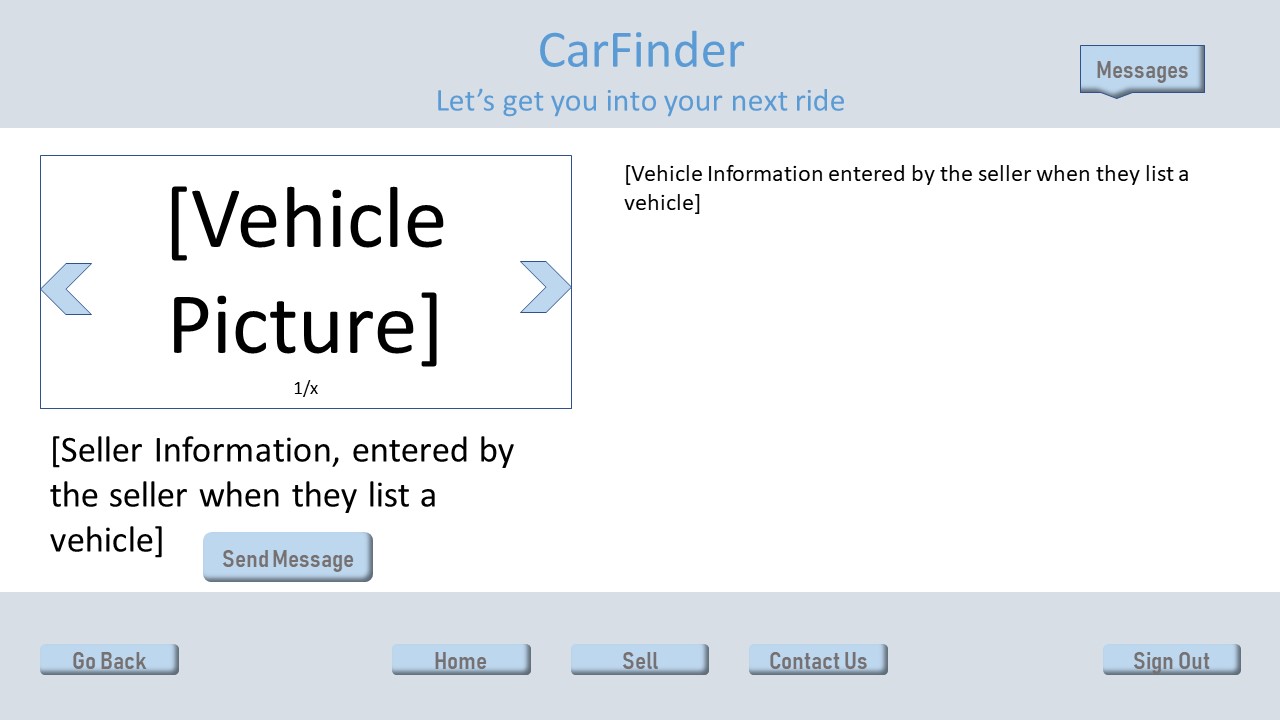 CarFinder
Let’s get you into your next ride
Messages
[Vehicle
Picture]
1/x
[Vehicle Information entered by the seller when they list a
vehicle]
[Seller Information, entered by
the seller when they list a
vehicle]
Send Message
Go Back
Home
Sell
Contact Us
Sign Out